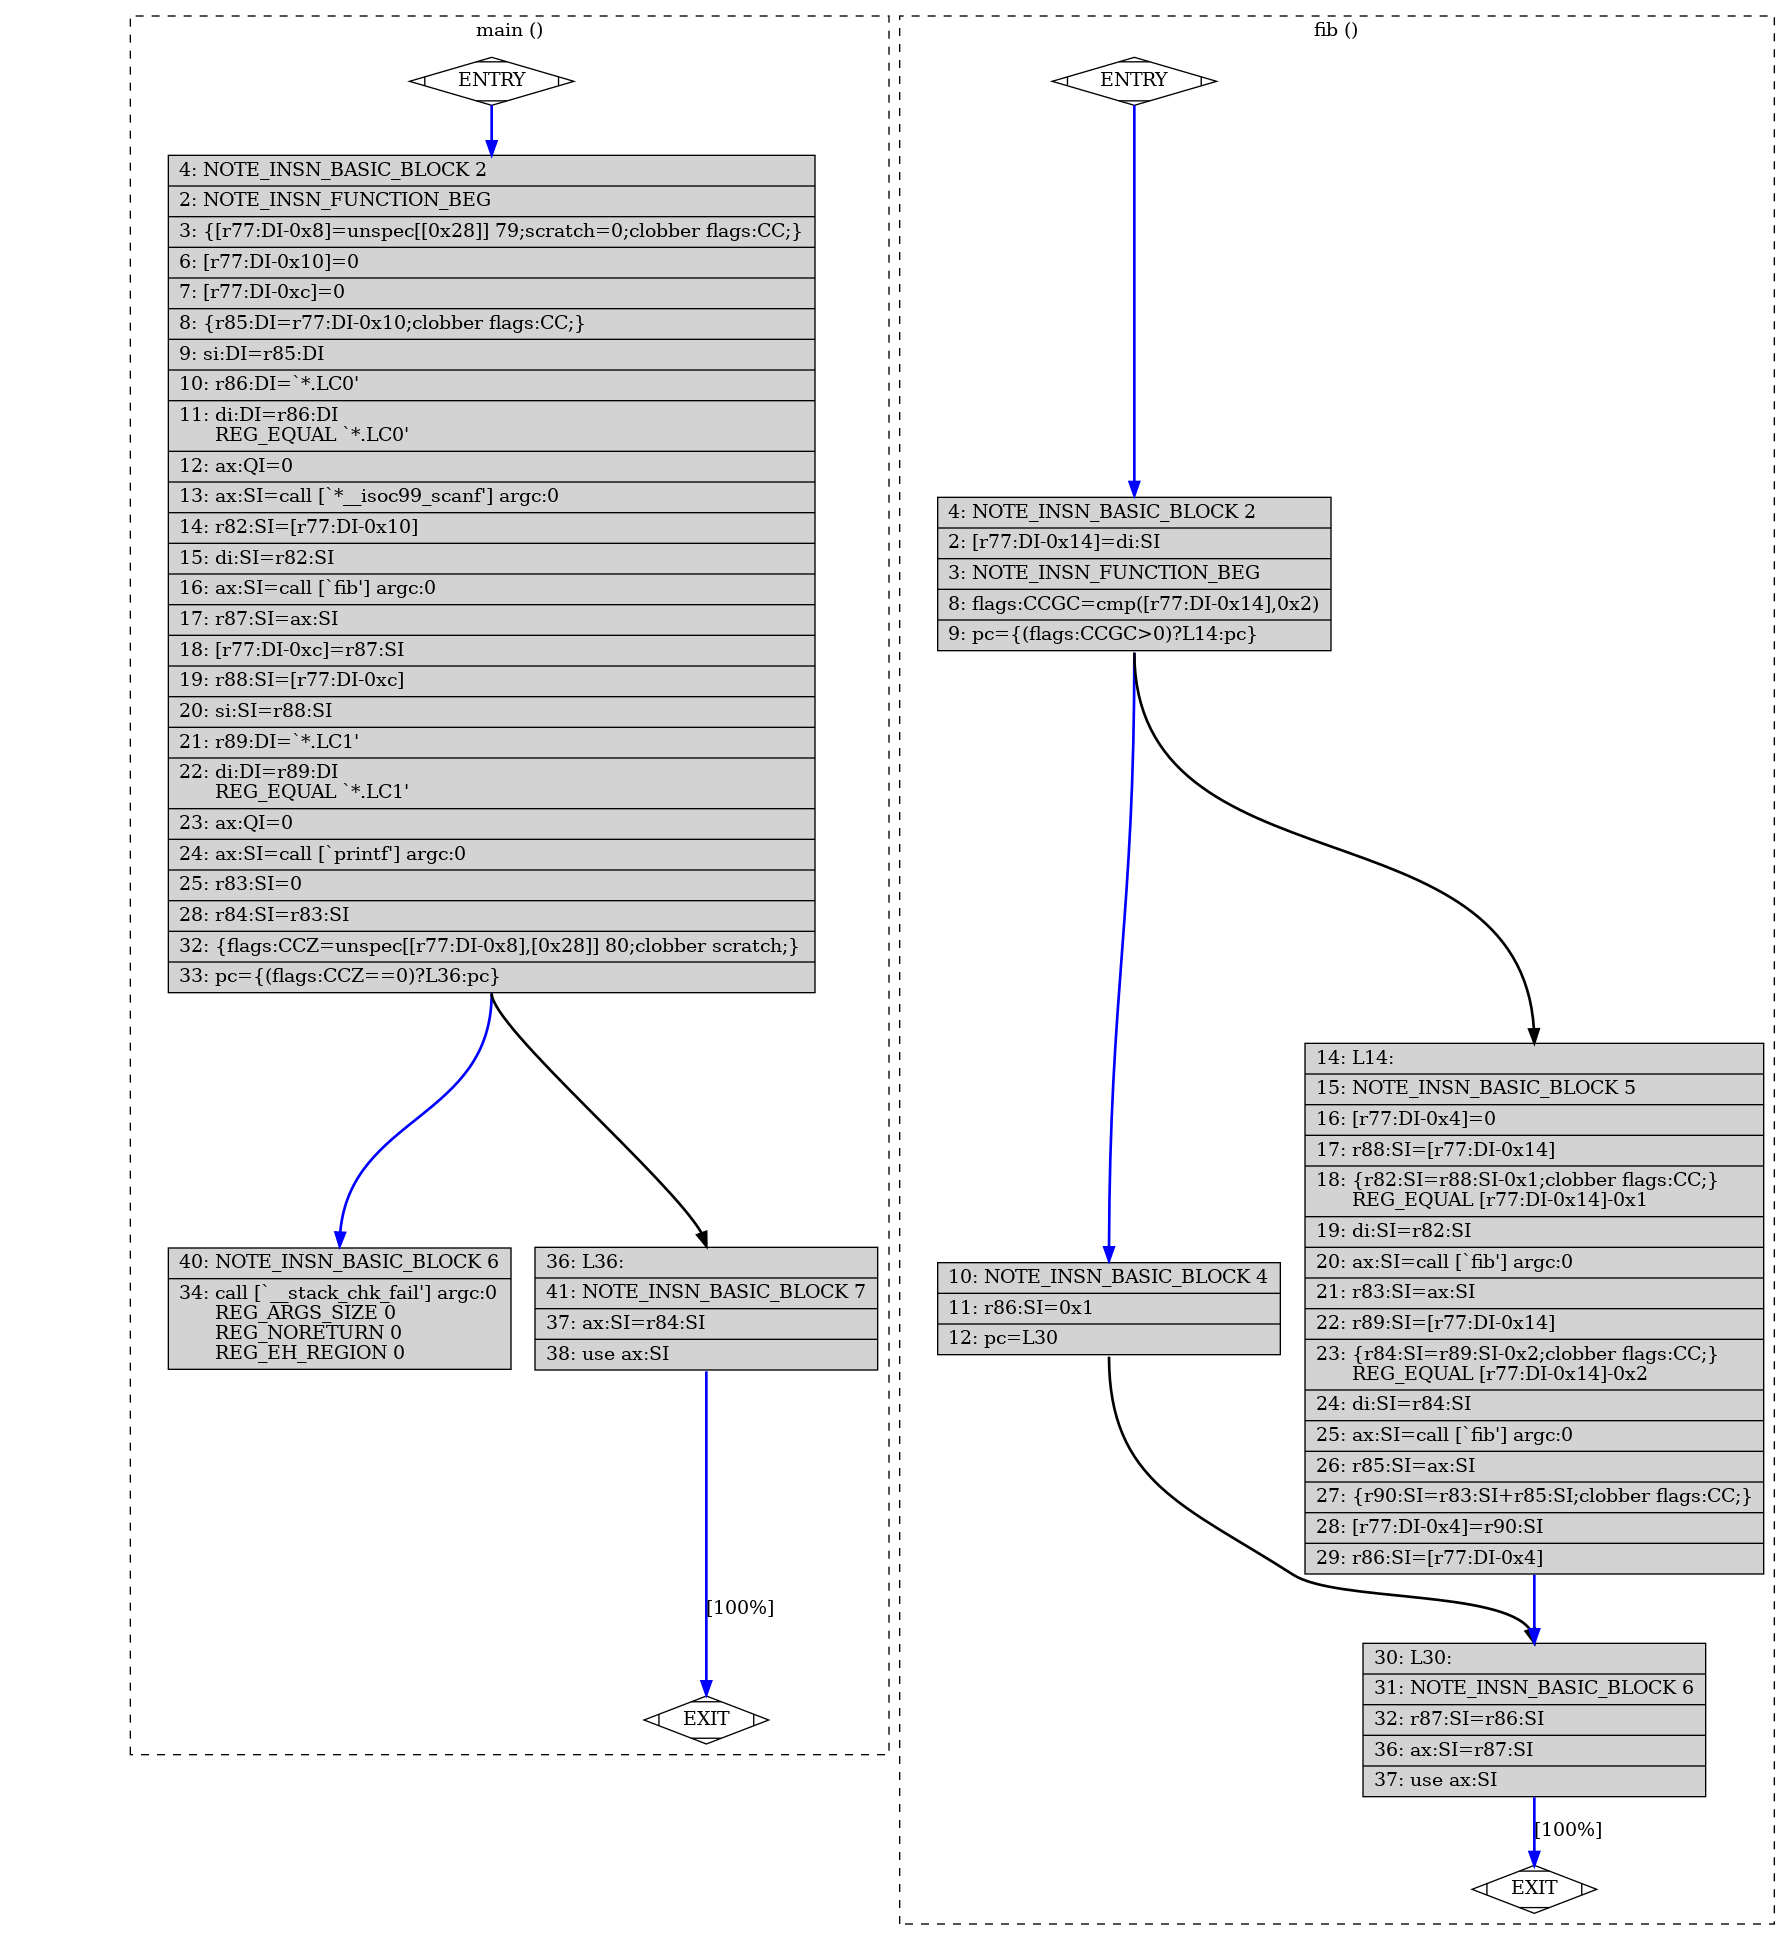 main ()
ENTRY
4: NOTE_INSN_BASIC_BLOCK 2
2: NOTE_INSN_FUNCTION_BEG
3: {[r77:DI-0x8]=unspec[[0x28]] 79;scratch=0;clobber flags:CC;}
6: [r77:DI-0x10]=0
7: [r77:DI-0xc]=0
8: {r85:DI=r77:DI-0x10;clobber flags:CC;}
9: si:DI=r85:DI
10: r86:DI=`*.LC0'
11: di:DI=r86:DI
REG_EQUAL `*.LC0'
12: ax:QI=0
13: ax:SI=call [`*__isoc99_scanf'] argc:0
14: r82:SI=[r77:DI-0x10]
15: di:SI=r82:SI
16: ax:SI=call [`fib'] argc:0
17: r87:SI=ax:SI
18: [r77:DI-0xc]=r87:SI
19: r88:SI=[r77:DI-0xc]
20: si:SI=r88:SI
21: r89:DI=`*.LC1'
22: di:DI=r89:DI
REG_EQUAL `*.LC1'
23: ax:QI=0
24: ax:SI=call [`printf'] argc:0
25: r83:SI=0
28: r84:SI=r83:SI
32: {flags:CCZ=unspec[[r77:DI-0x8],[0x28]] 80;clobber scratch;}
33: pc={(flags:CCZ==0)?L36:pc}
40: NOTE_INSN_BASIC_BLOCK 6
34: call [`__stack_chk_fail'] argc:0
REG_ARGS_SIZE 0
REG_NORETURN 0
REG_EH_REGION 0
36: L36:
41: NOTE_INSN_BASIC_BLOCK 7
37: ax:SI=r84:SI
38: use ax:SI
[100%]
EXIT
fib ()
ENTRY
4: NOTE_INSN_BASIC_BLOCK 2
2: [r77:DI-0x14]=di:SI
3: NOTE_INSN_FUNCTION_BEG
8: flags:CCGC=cmp([r77:DI-0x14],0x2)
9: pc={(flags:CCGC>0)?L14:pc}
10: NOTE_INSN_BASIC_BLOCK 4
11: r86:SI=0x1
12: pc=L30
14: L14:
15: NOTE_INSN_BASIC_BLOCK 5
16: [r77:DI-0x4]=0
17: r88:SI=[r77:DI-0x14]
18: {r82:SI=r88:SI-0x1;clobber flags:CC;}
REG_EQUAL [r77:DI-0x14]-0x1
19: di:SI=r82:SI
20: ax:SI=call [`fib'] argc:0
21: r83:SI=ax:SI
22: r89:SI=[r77:DI-0x14]
23: {r84:SI=r89:SI-0x2;clobber flags:CC;}
REG_EQUAL [r77:DI-0x14]-0x2
24: di:SI=r84:SI
25: ax:SI=call [`fib'] argc:0
26: r85:SI=ax:SI
27: {r90:SI=r83:SI+r85:SI;clobber flags:CC;}
28: [r77:DI-0x4]=r90:SI
29: r86:SI=[r77:DI-0x4]
30: L30:
31: NOTE_INSN_BASIC_BLOCK 6
32: r87:SI=r86:SI
36: ax:SI=r87:SI
37: use ax:SI
[100%]
EXIT